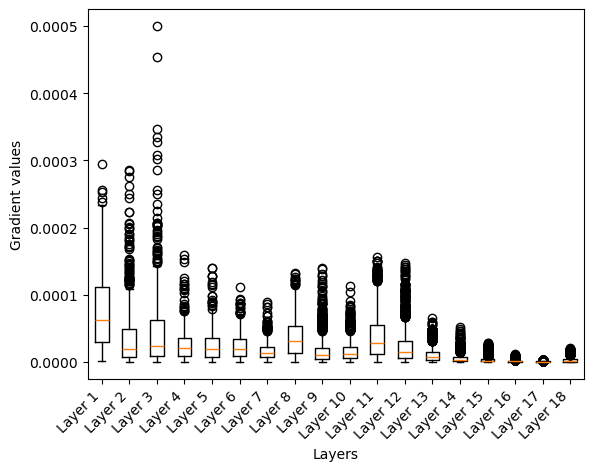 0.0005
0.0004
0.0003
0.0002
0.0001
0.0000
Gradient values
Layer 1
Layer 2
Layer 3
Layer 4
Layer 5
Layer 6
Layer 7
Layer 8
Layer 9
Layer 10
Layer 11
Layer 12
Layer 13
Layer 14
Layer 15
Layer 16
Layer 17
Layer 18
Layers